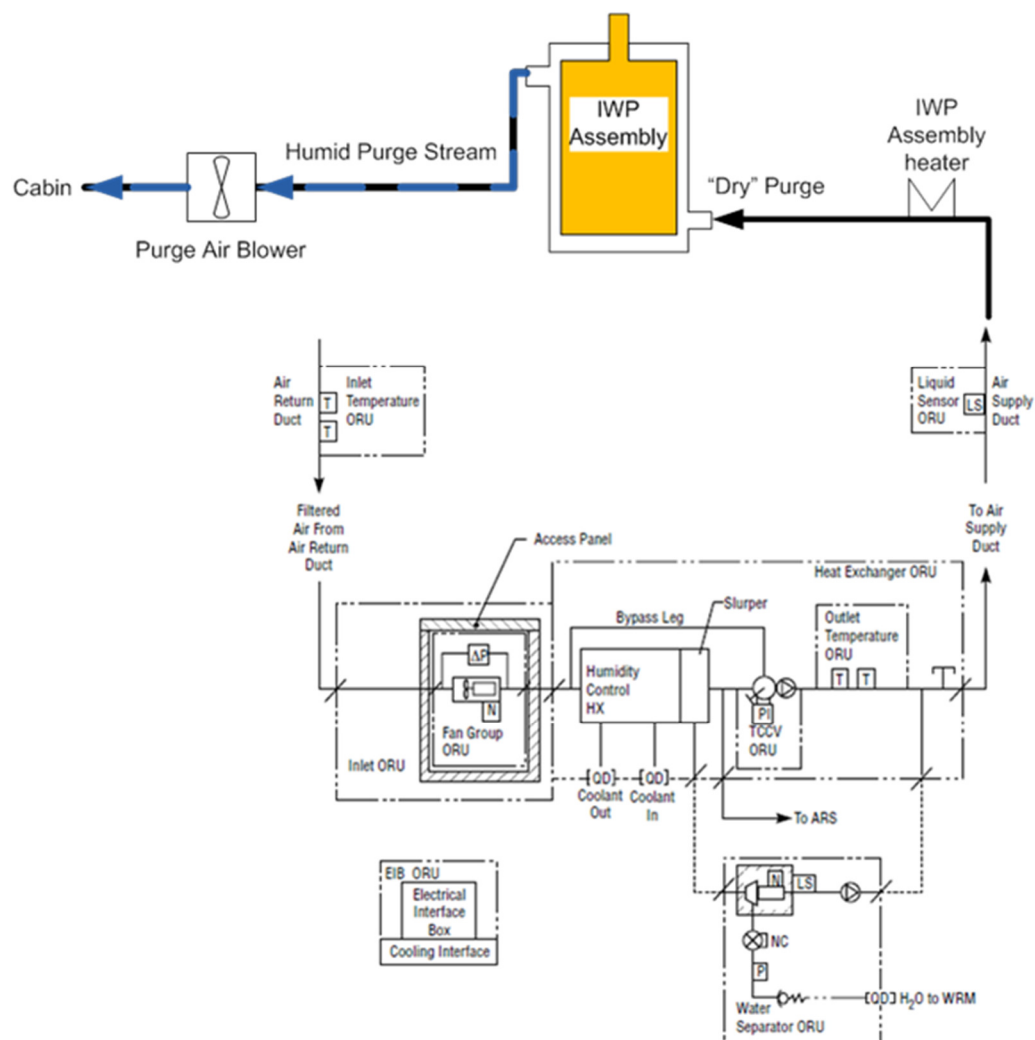 IWP
Assembly
IWP
Assembly
heater
Humid Purge Stream
"Dry" Purge
Cabin
Purge Air Blower
Air
Return
Duct
Inlet
Temperature
ORU
T
T
Liquid
Sensor
ORU
LS
Air
Supply
Duct
Filtered
Air From
Air Return
Duct
To Air
Supply
Duct
Access Panel
Heat Exchanger ORU
Slurper
Bypass Leg
Outlet
Temperature
ORU
T T
ΔP
Humidity
Control
HX
N
Fan Group
ORU
PI
TCCV
ORU
Inlet ORU
[QD]
Coolant
Out
[QD]
Coolant
In
To ARS
EIB ORU
Electrical
Interface
Box
Cooling Interface
N
LS
NC
P
[QD] H₂O to WRM
Water
Separator ORU